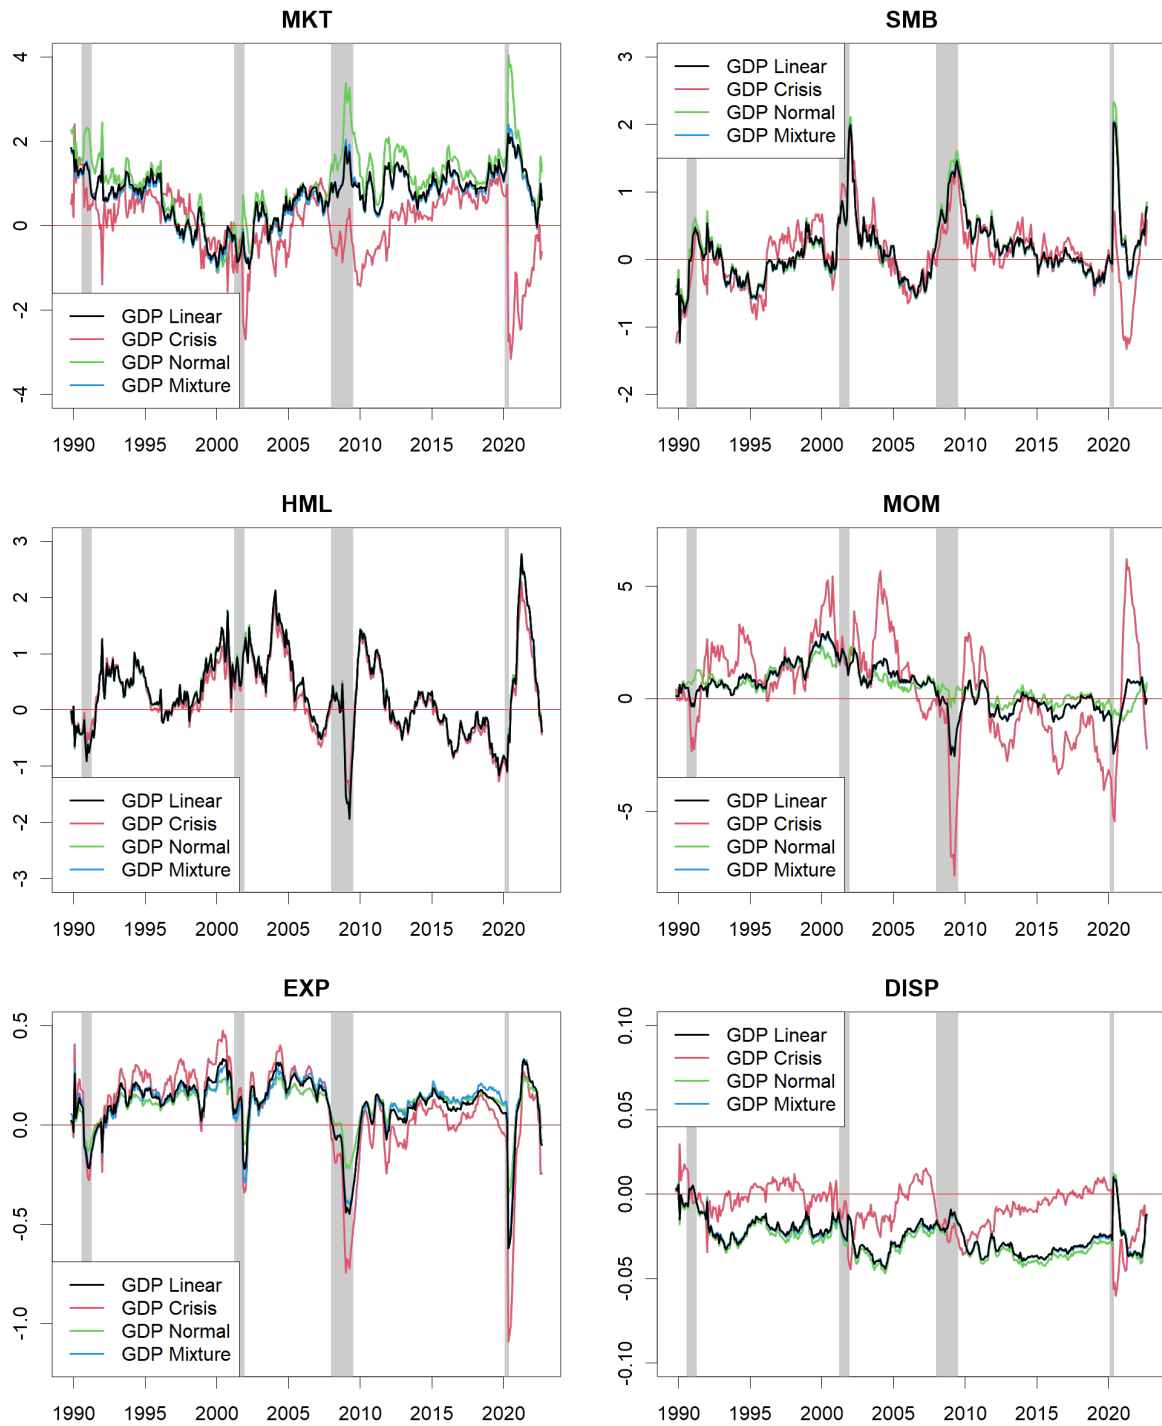 MKT
4
2
0
-2
-4
GDP Linear
GDP Crisis
GDP Normal
GDP Mixture
1990 1995 2000 2005 2010 2015 2020
SMB
3
2
1
0
-1
-2
GDP Linear
GDP Crisis
GDP Normal
GDP Mixture
1990 1995 2000 2005 2010 2015 2020
HML
3
2
1
0
-1
-2
-3
GDP Linear
GDP Crisis
GDP Normal
GDP Mixture
1990 1995 2000 2005 2010 2015 2020
MOM
5
0
-5
GDP Linear
GDP Crisis
GDP Normal
GDP Mixture
1990 1995 2000 2005 2010 2015 2020
EXP
0.5
0.0
-0.5
-1.0
GDP Linear
GDP Crisis
GDP Normal
GDP Mixture
1990 1995 2000 2005 2010 2015 2020
DISP
0.10
0.05
0.00
-0.05
-0.10
GDP Linear
GDP Crisis
GDP Normal
GDP Mixture
1990 1995 2000 2005 2010 2015 2020